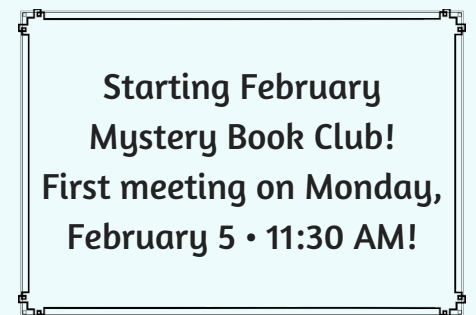 Starting February
Mystery Book Club!
First meeting on Monday,
February 5 • 11:30 AM!